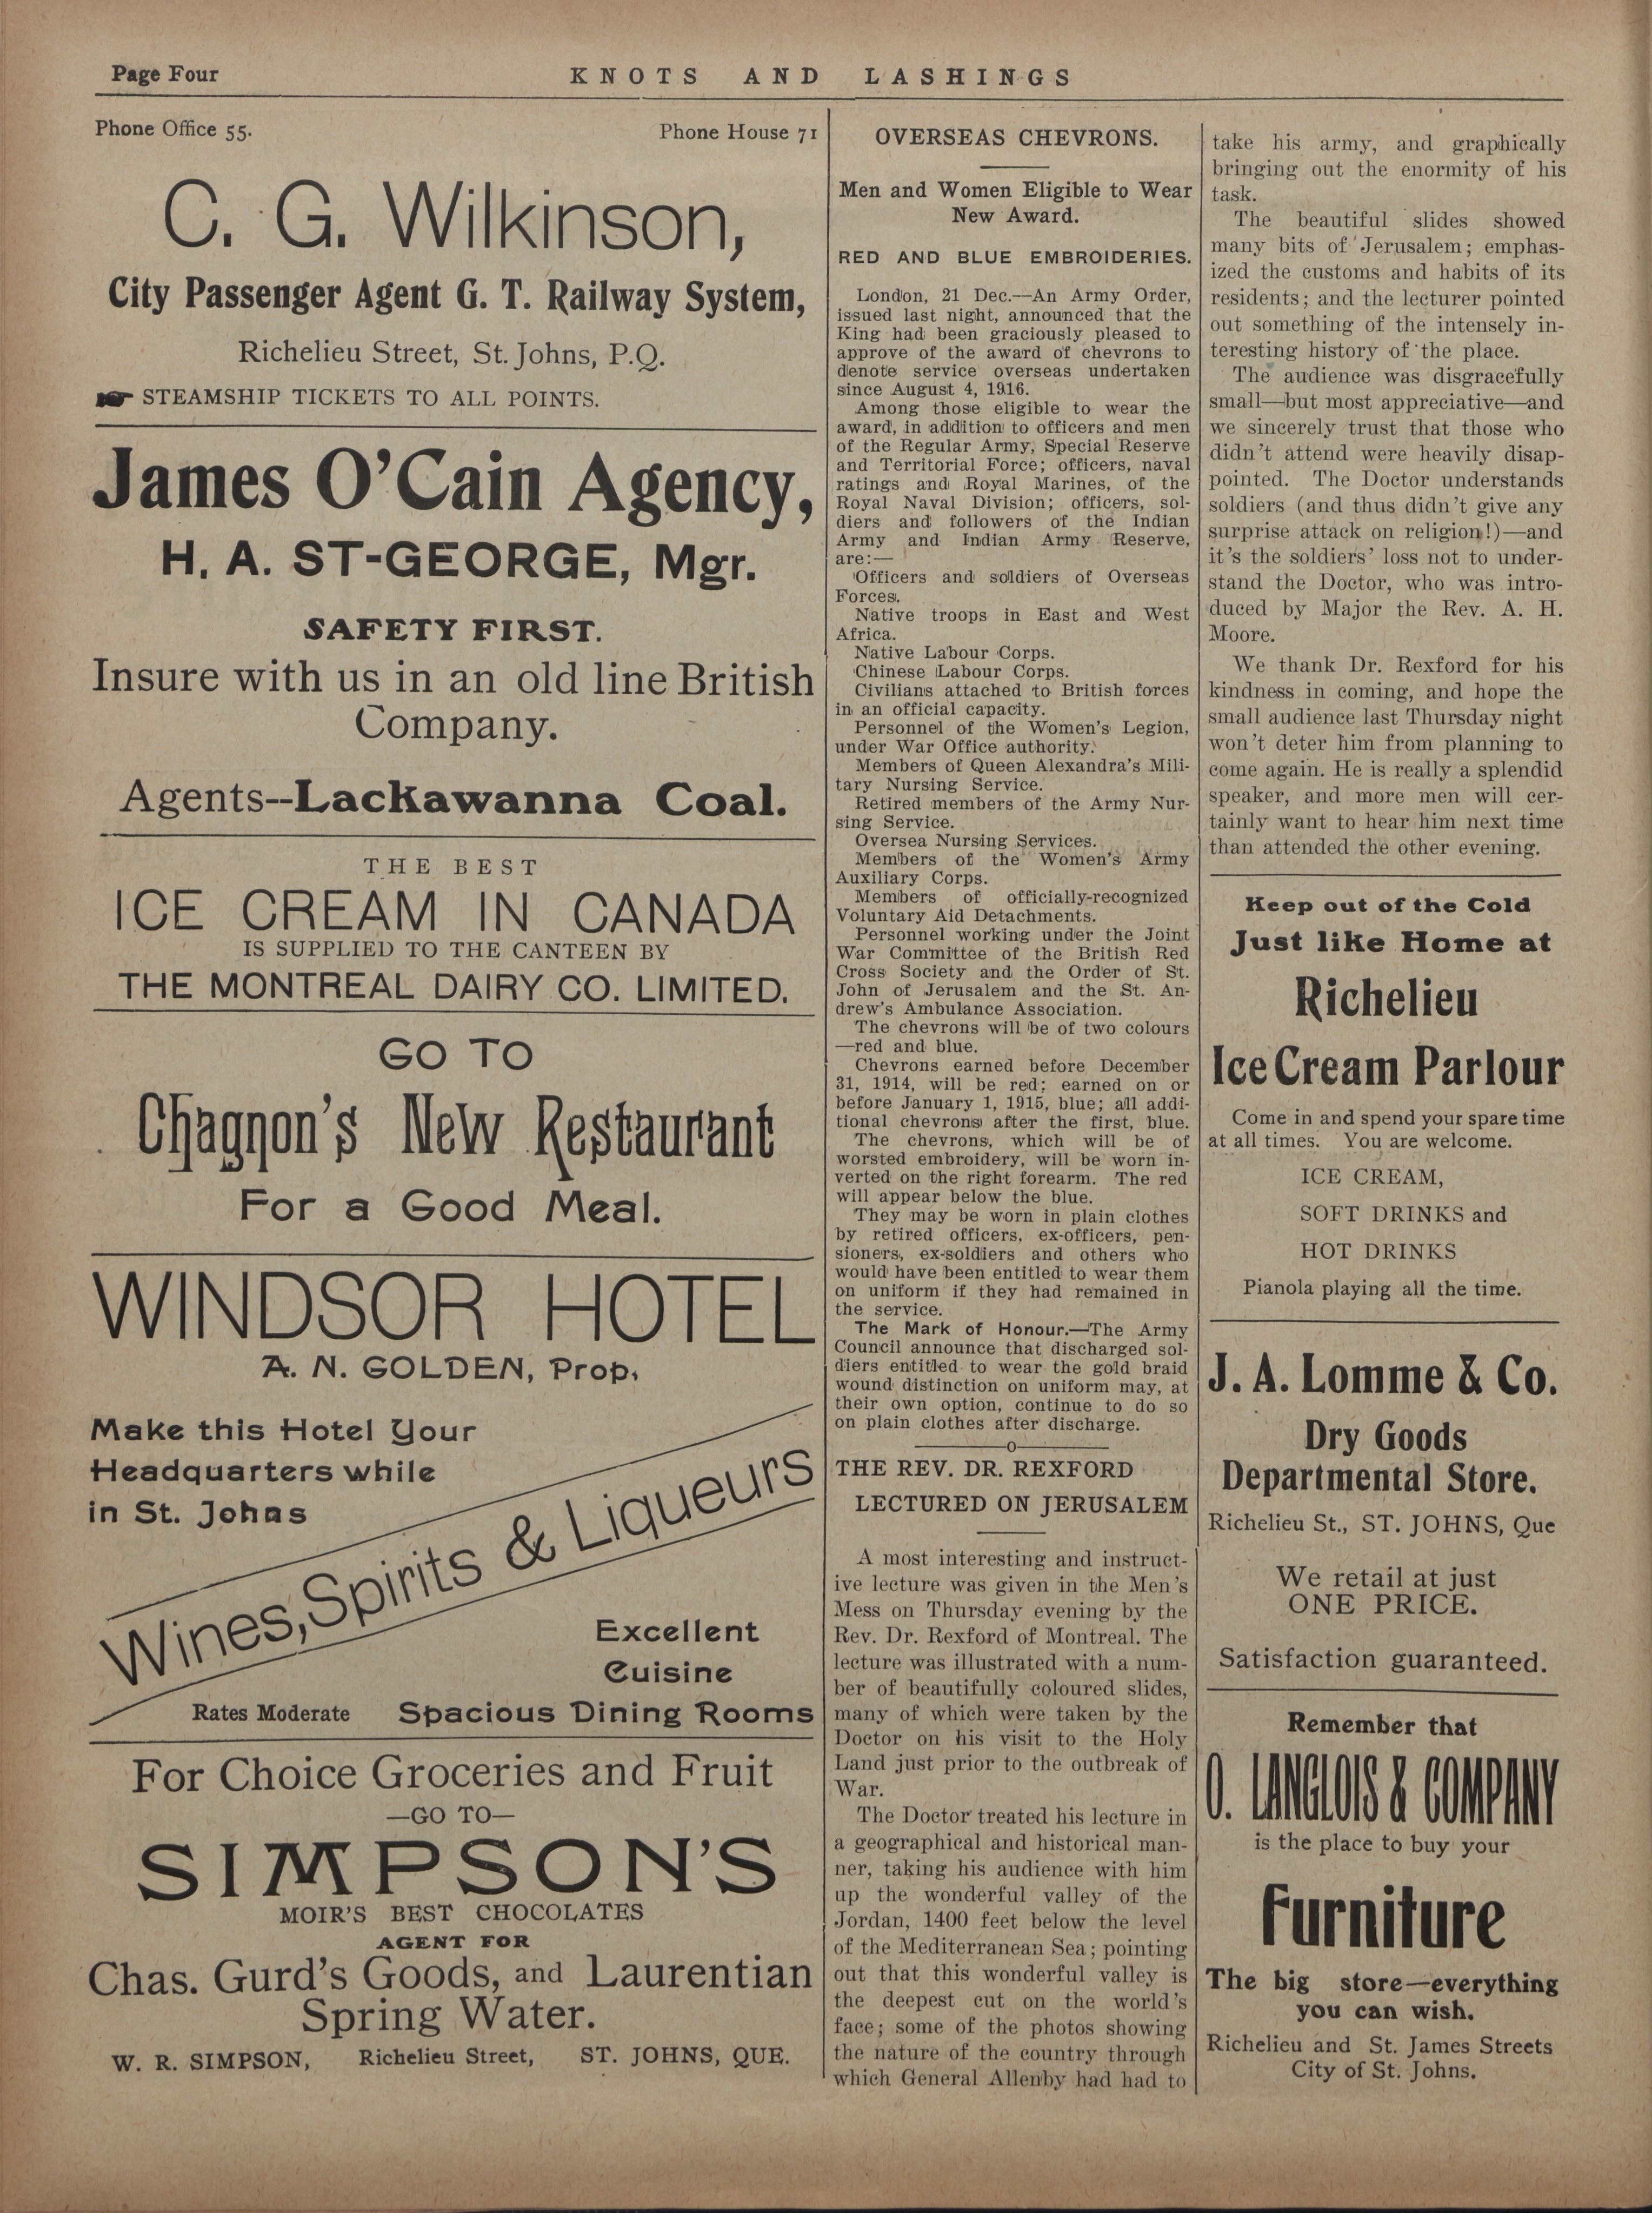 Page Four
KNOTS AND LASHINGS
Phone Office 55.
Phone House 71
C. G. Wilkinson,
City Passenger Agent G. T. Railway System,
Richelieu Street, St. Johns, P.Q.
STEAMSHIP TICKETS TO ALL POINTS.
James O'Cain Agency,
H. A. ST-GEORGE, Mgr.
SAFETY FIRST.
Insure with us in an old line British
Company.
Agents--Lackawanna Coal.
THE BEST
ICE CREAM IN CANADA
IS SUPPLIED TO THE CANTEEN BY
THE MONTREAL DAIRY CO. LIMITED.
GO TO
Chagnon's New Restaurant
For a Good Meal.
WINDSOR HOTEL
A. N. GOLDEN, Prop,
Make this Hotel Your
Headquarters while
in St. Johns
Wines, Spirits & Liqueurs
Excellent
Cuisine
Rates Moderate Spacious Dining Rooms
For Choice Groceries and Fruit
—GO TO—
SIMPSON'S
MOIR'S BEST CHOCOLATES
AGENT FOR
Chas. Gurd's Goods, and Laurentian
Spring Water.
W. R. SIMPSON, Richelieu Street, ST. JOHNS, QUE.
OVERSEAS CHEVRONS.
Men and Women Eligible to Wear
New Award.
RED AND BLUE EMBROIDERIES.
London, 21 Dec.—An Army Order,
issued last night, announced that the
King had been graciously pleased to
approve of the award of chevrons to
denote service overseas undertaken
since August 4, 1916.
Among those eligible to wear the
award, in addition to officers and men
of the Regular Army, Special Reserve
and Territorial Force; officers, naval
ratings and Royal Marines, of the
Royal Naval Division; officers, sol-
diers and followers of the Indian
Army and Indian Army Reserve,
are:—
Officers and soldiers of Overseas
Forces.
Native troops in East and West
Africa.
Native Labour Corps.
Chinese Labour Corps.
Civilians attached to British forces
in an official capacity.
Personnel of the Women's Legion,
under War Office authority.
Members of Queen Alexandra's Mili-
tary Nursing Service.
Retired members of the Army Nur-
sing Service.
Oversea Nursing Services.
Members of the Women's Army
Auxiliary Corps.
Members of officially-recognized
Voluntary Aid Detachments.
Personnel working under the Joint
War Committee of the British Red
Cross Society and the Order of St.
John of Jerusalem and the St. An-
drew's Ambulance Association.
The chevrons will be of two colours
—red and blue.
Chevrons earned before December
31, 1914, will be red; earned on or
before January 1, 1915, blue; all addi-
tional chevrons after the first, blue.
The chevrons, which will be of
worsted embroidery, will be worn in-
verted on the right forearm. The red
will appear below the blue.
They may be worn in plain clothes
by retired officers, ex-officers, pen-
sioners, ex-soldiers and others who
would have been entitled to wear them
on uniform if they had remained in
the service.
The Mark of Honour.—The Army
Council announce that discharged sol-
diers entitled to wear the gold braid
wound distinction on uniform may, at
their own option, continue to do so
on plain clothes after discharge.
o
THE REV. DR. REXFORD
LECTURED ON JERUSALEM
A most interesting and instruct-
ive lecture was given in the Men's
Mess on Thursday evening by the
Rev. Dr. Rexford of Montreal. The
lecture was illustrated with a num-
ber of beautifully coloured slides,
many of which were taken by the
Doctor on his visit to the Holy
Land just prior to the outbreak of
War.
The Doctor treated his lecture in
a geographical and historical man-
ner, taking his audience with him
up the wonderful valley of the
Jordan, 1400 feet below the level
of the Mediterranean Sea; pointing
out that this wonderful valley is
the deepest cut on the world's
face; some of the photos showing
the nature of the country through
which General Allenby had had to
take his army, and graphically
bringing out the enormity of his
task.
The beautiful slides showed
many bits of Jerusalem; emphas-
ized the customs and habits of its
residents; and the lecturer pointed
out something of the intensely in-
teresting history of the place.
The audience was disgracefully
small—but most appreciative—and
we sincerely trust that those who
didn't attend were heavily disap-
pointed. The Doctor understands
soldiers (and thus didn't give any
surprise attack on religion!)—and
it's the soldiers' loss not to under-
stand the Doctor, who was intro-
duced by Major the Rev. A. H.
Moore.
We thank Dr. Rexford for his
kindness in coming, and hope the
small audience last Thursday night
won't deter him from planning to
come again. He is really a splendid
speaker, and more men will cer-
tainly want to hear him next time
than attended the other evening.
Keep out of the Cold
Just like Home at
Richelieu
Ice Cream Parlour
Come in and spend your spare time
at all times. You are welcome.
ICE CREAM,
SOFT DRINKS and
HOT DRINKS
Pianola playing all the time.
J. A. Lomme & Co.
Dry Goods
Departmental Store.
Richelieu St., ST. JOHNS, Que
We retail at just
ONE PRICE.
Satisfaction guaranteed.
Remember that
O. LANGLOIS & COMPANY
is the place to buy your
Furniture
The big store—everything
you can wish.
Richelieu and St. James Streets
City of St. Johns.